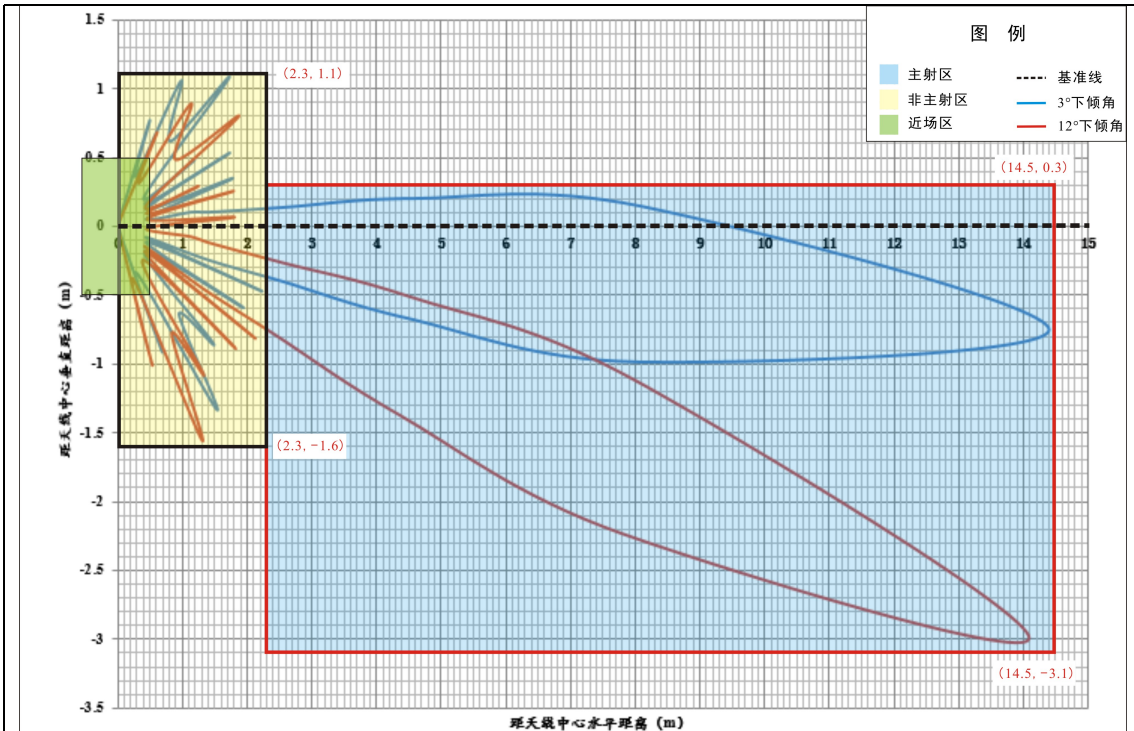 图 例
主射区
非主射区
近场区
基准线
3°下倾角
12°下倾角
1.5
1
0.5
0
-0.5
-1
-1.5
-2
-2.5
-3
-3.5
0 1 2 3 4 5 6 7 8 9 10 11 12 13 14 15
(2.3, 1.1)
(14.5, 0.3)
(2.3, -1.6)
(14.5, -3.1)
距天线中心垂直距离 (m)
距天线中心水平距离 (m)